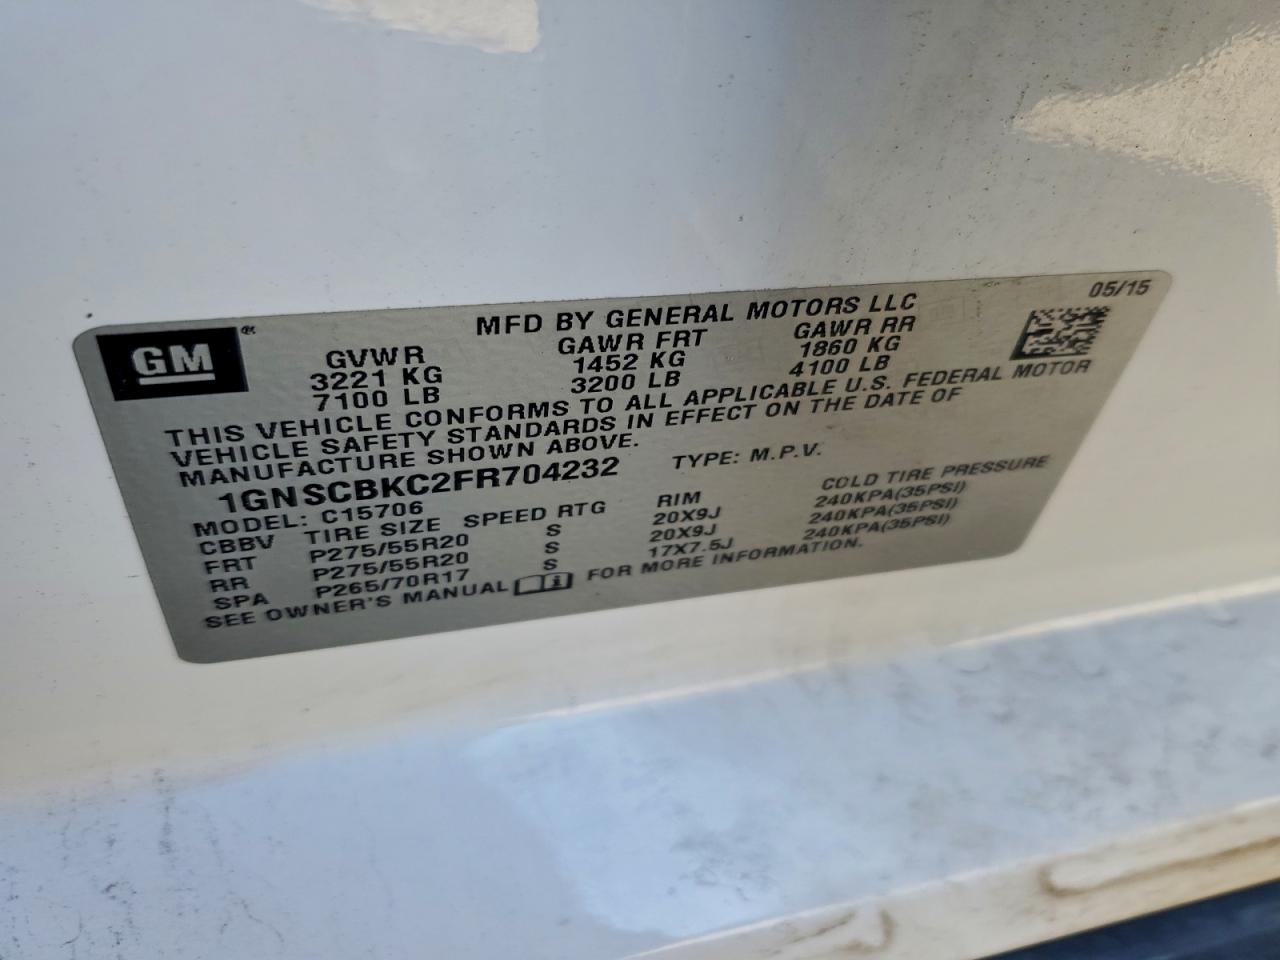 05/15
GM
MFD BY GENERAL MOTORS LLC
GVWR GAWR FRT GAWR RR
3221 KG 1452 KG 1860 KG
7100 LB 3200 LB 4100 LB
THIS VEHICLE CONFORMS TO ALL APPLICABLE U.S. FEDERAL MOTOR
VEHICLE SAFETY STANDARDS IN EFFECT ON THE DATE OF
MANUFACTURE SHOWN ABOVE.
1GNSCBKC2FR704232 TYPE: M.P.V.
MODEL: C15706
CBBV TIRE SIZE SPEED RTG RIM COLD TIRE PRESSURE
FRT P275/55R20 S 20X9J 240KPA(35PSI)
RR P275/55R20 S 20X9J 240KPA(35PSI)
SPA P265/70R17 S 17X7.5J 240KPA(35PSI)
SEE OWNER'S MANUAL FOR MORE INFORMATION.